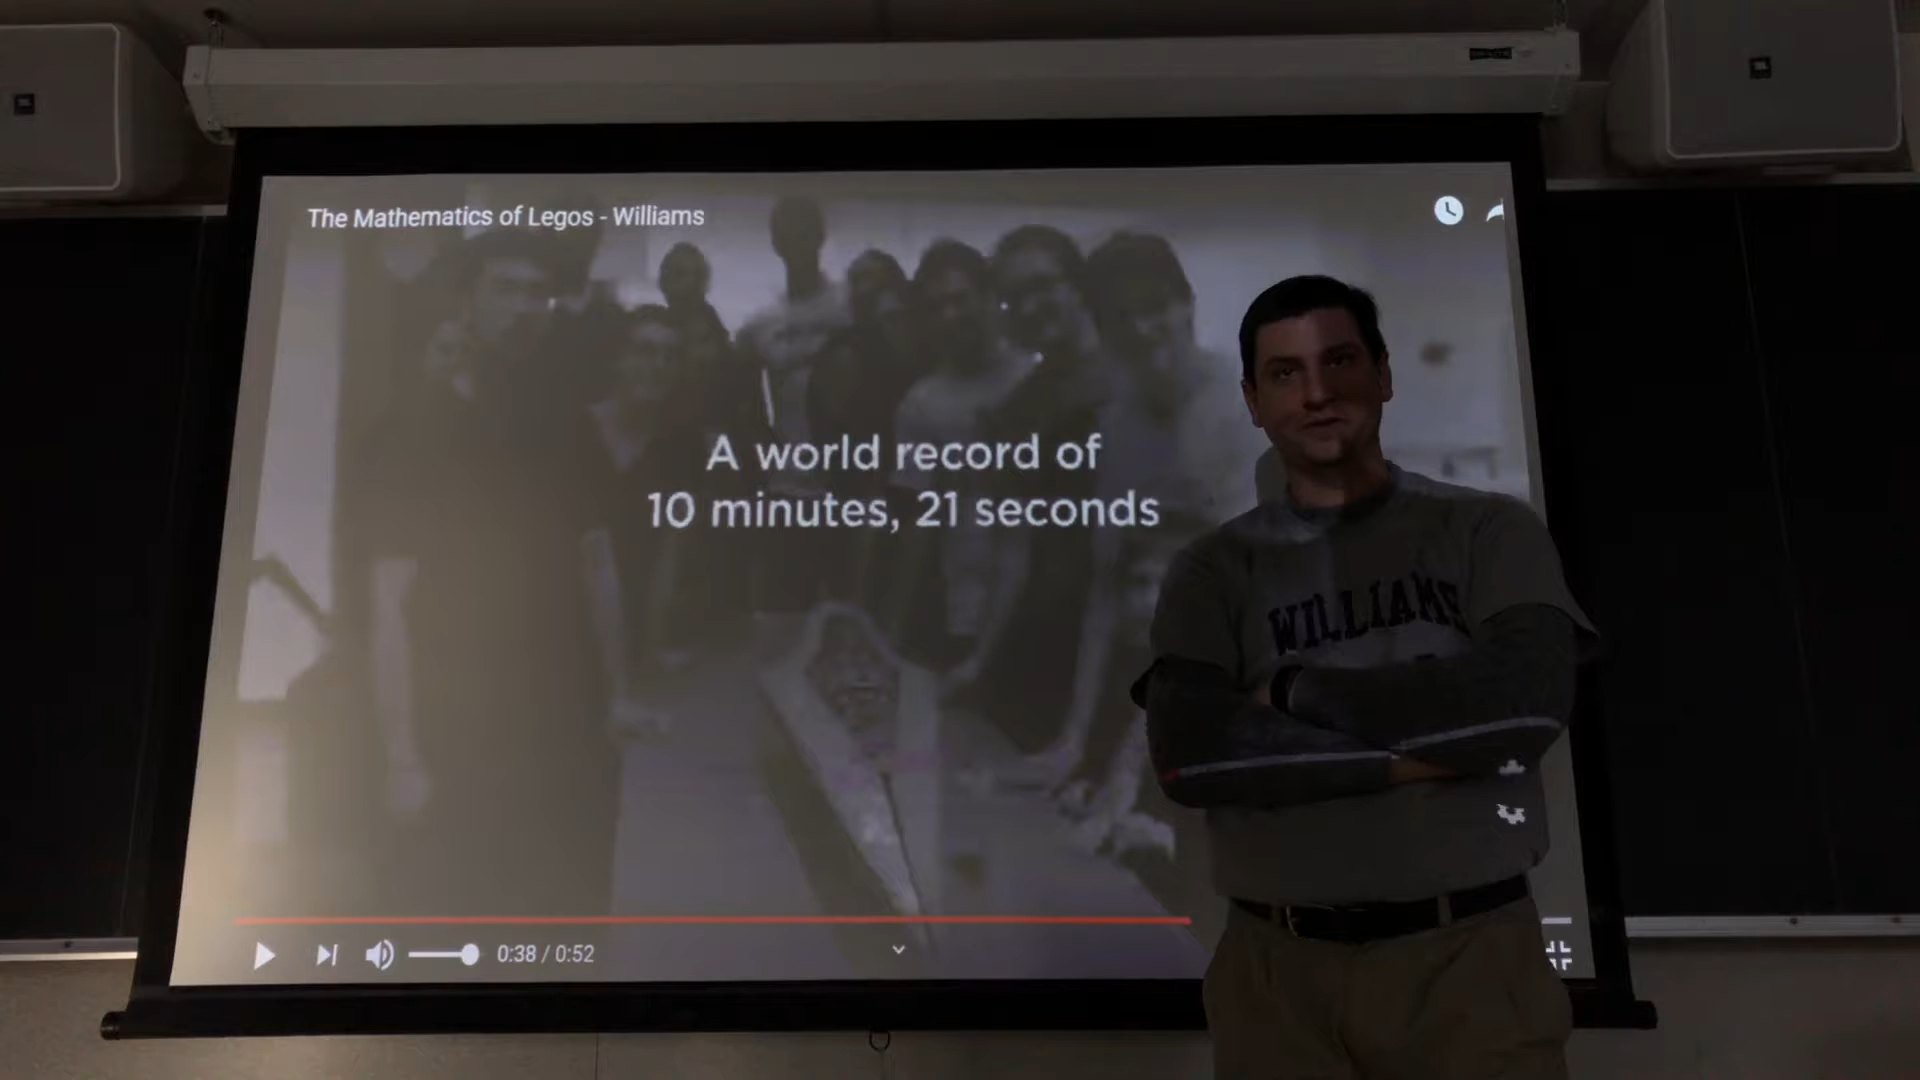 The Mathematics of Legos - Williams
A world record of
10 minutes, 21 seconds
WILLIAMS
0:38 / 0:52